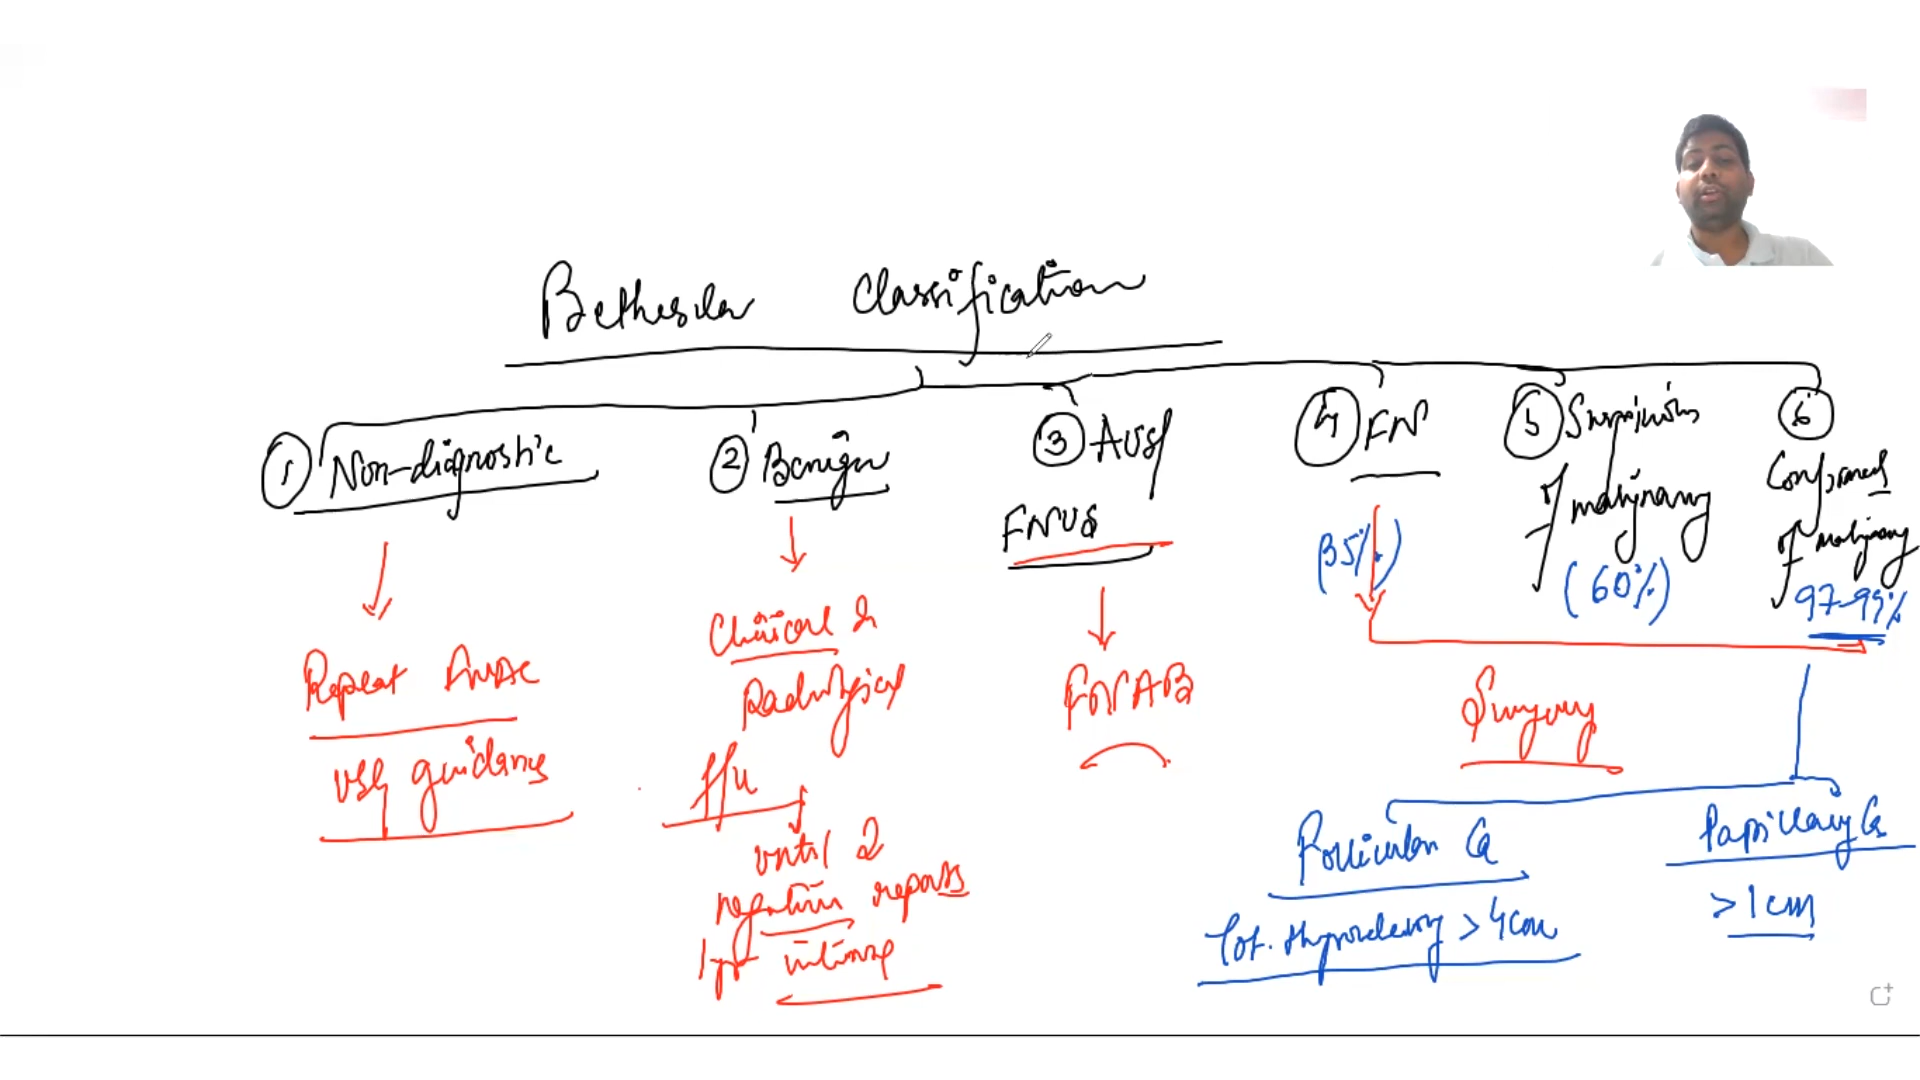 Bethesda Classification
① Non-diagnostic
Repeat FNAC
USG guidance
② Benign
Clinical &
Radiological
f/u
until 2
negative reports
1 yr interval
③ AUS/
FNUS
FNAB
④ FN
(35%)
⑤ Suspicious
of malignancy
(60%)
⑥
Confirmed
of malignancy
97-99%
Surgery
Follicular Ca
Tot. thyroidectomy > 4cm
Papillary Ca
> 1cm